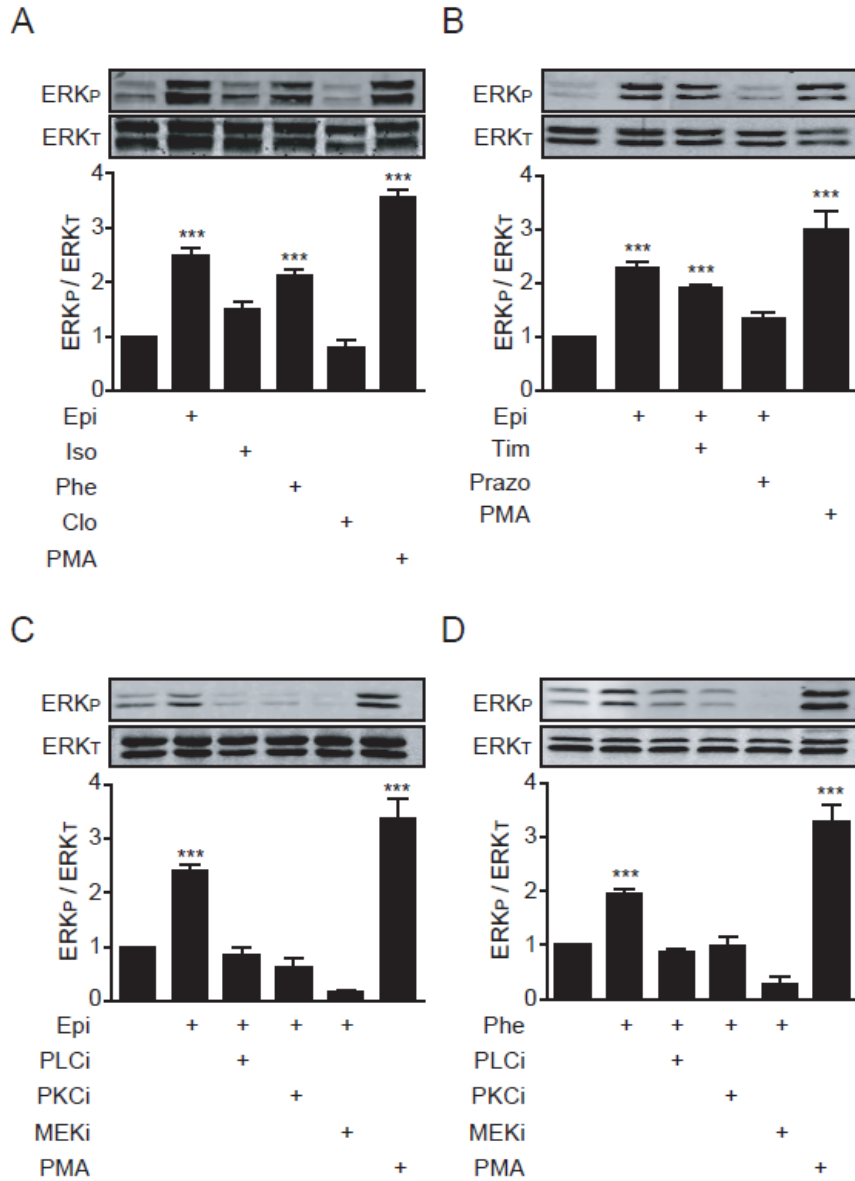 A
ERKP
ERKT
ERKP / ERKT
4
3
2
1
0
***
***
***
Epi +
Iso +
Phe +
Clo +
PMA +
B
ERKP
ERKT
ERKP / ERKT
4
3
2
1
0
***
***
***
Epi + + +
Tim +
Prazo +
PMA +
C
ERKP
ERKT
ERKP / ERKT
4
3
2
1
0
***
***
Epi + + + +
PLCi +
PKCi +
MEKi +
PMA +
D
ERKP
ERKT
ERKP / ERKT
4
3
2
1
0
***
***
Phe + + + +
PLCi +
PKCi +
MEKi +
PMA +